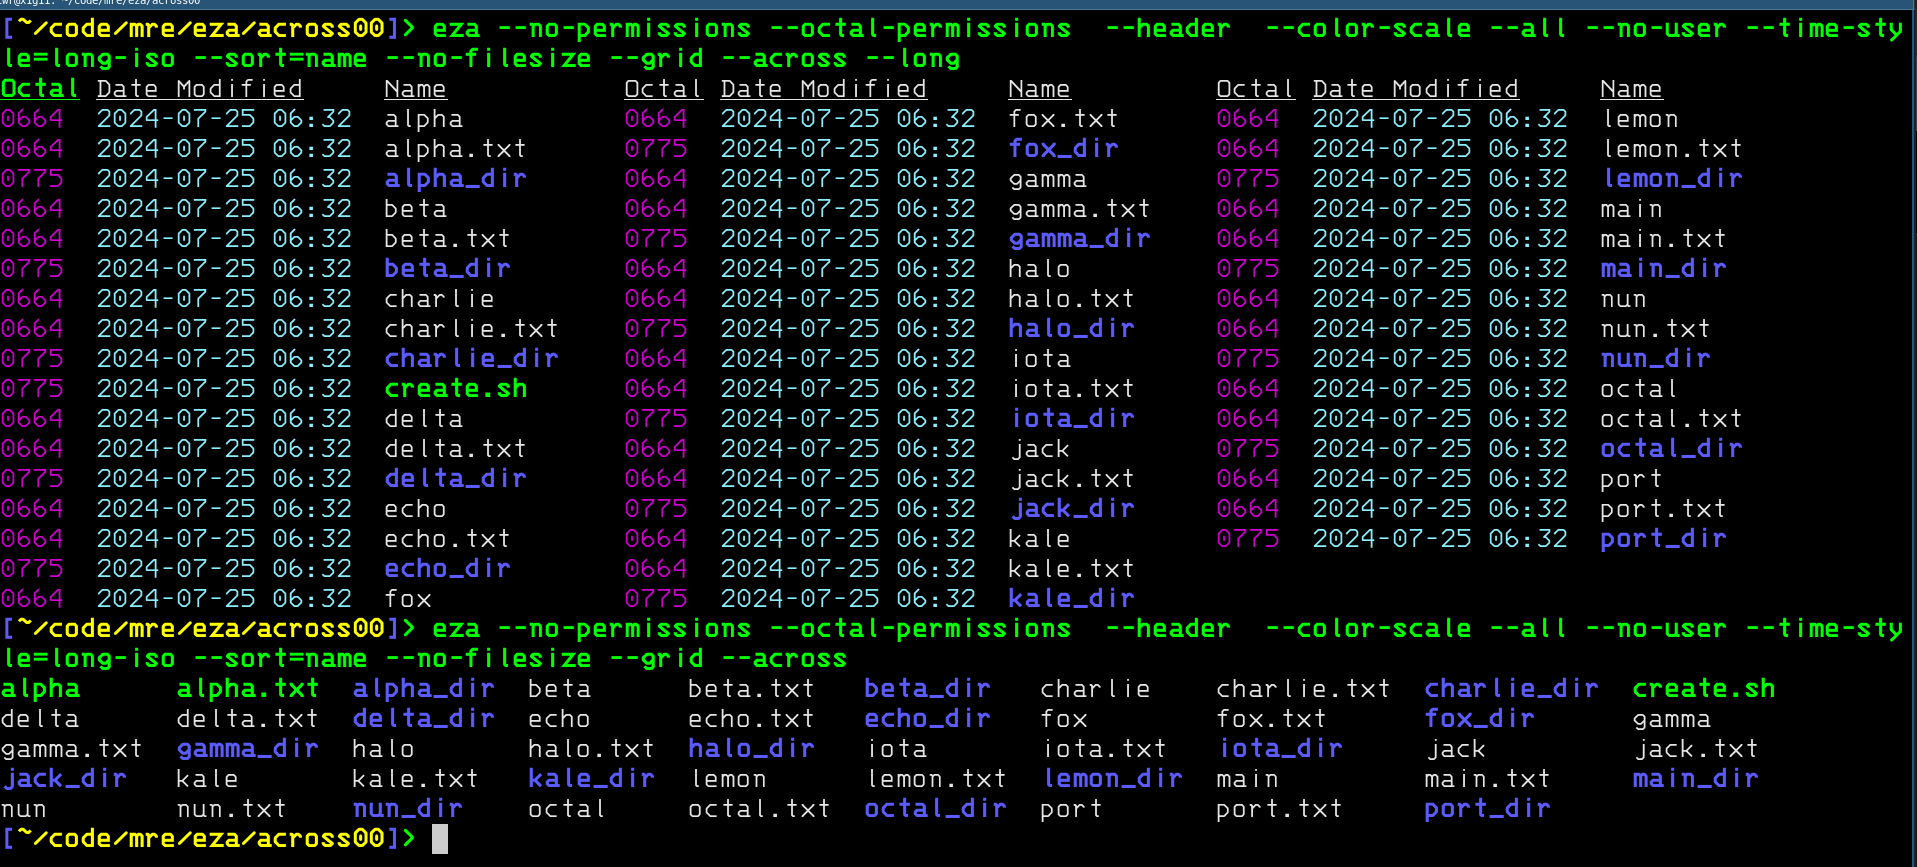 [~/code/mre/eza/across00]> eza --no-permissions --octal-permissions  --header  --color-scale --all --no-user --time-sty
le=long-iso --sort=name --no-filesize --grid --across --long
Octal Date Modified Name Octal Date Modified Name Octal Date Modified Name
0664 2024-07-25 06:32 alpha 0664 2024-07-25 06:32 fox.txt 0664 2024-07-25 06:32 lemon
0664 2024-07-25 06:32 alpha.txt 0775 2024-07-25 06:32 fox_dir 0664 2024-07-25 06:32 lemon.txt
0775 2024-07-25 06:32 alpha_dir 0664 2024-07-25 06:32 gamma 0775 2024-07-25 06:32 lemon_dir
0664 2024-07-25 06:32 beta 0664 2024-07-25 06:32 gamma.txt 0664 2024-07-25 06:32 main
0664 2024-07-25 06:32 beta.txt 0775 2024-07-25 06:32 gamma_dir 0664 2024-07-25 06:32 main.txt
0775 2024-07-25 06:32 beta_dir 0664 2024-07-25 06:32 halo 0775 2024-07-25 06:32 main_dir
0664 2024-07-25 06:32 charlie 0664 2024-07-25 06:32 halo.txt 0664 2024-07-25 06:32 nun
0664 2024-07-25 06:32 charlie.txt 0775 2024-07-25 06:32 halo_dir 0664 2024-07-25 06:32 nun.txt
0775 2024-07-25 06:32 charlie_dir 0664 2024-07-25 06:32 iota 0775 2024-07-25 06:32 nun_dir
0775 2024-07-25 06:32 create.sh 0664 2024-07-25 06:32 iota.txt 0664 2024-07-25 06:32 octal
0664 2024-07-25 06:32 delta 0775 2024-07-25 06:32 iota_dir 0664 2024-07-25 06:32 octal.txt
0664 2024-07-25 06:32 delta.txt 0664 2024-07-25 06:32 jack 0775 2024-07-25 06:32 octal_dir
0775 2024-07-25 06:32 delta_dir 0664 2024-07-25 06:32 jack.txt 0664 2024-07-25 06:32 port
0664 2024-07-25 06:32 echo 0775 2024-07-25 06:32 jack_dir 0664 2024-07-25 06:32 port.txt
0664 2024-07-25 06:32 echo.txt 0664 2024-07-25 06:32 kale 0775 2024-07-25 06:32 port_dir
0775 2024-07-25 06:32 echo_dir 0664 2024-07-25 06:32 kale.txt
0664 2024-07-25 06:32 fox 0775 2024-07-25 06:32 kale_dir
[~/code/mre/eza/across00]> eza --no-permissions --octal-permissions  --header  --color-scale --all --no-user --time-sty
le=long-iso --sort=name --no-filesize --grid --across
alpha alpha.txt alpha_dir beta beta.txt beta_dir charlie charlie.txt charlie_dir create.sh
delta delta.txt delta_dir echo echo.txt echo_dir fox fox.txt fox_dir gamma
gamma.txt gamma_dir halo halo.txt halo_dir iota iota.txt iota_dir jack jack.txt
jack_dir kale kale.txt kale_dir lemon lemon.txt lemon_dir main main.txt main_dir
nun nun.txt nun_dir octal octal.txt octal_dir port port.txt port_dir
[~/code/mre/eza/across00]>